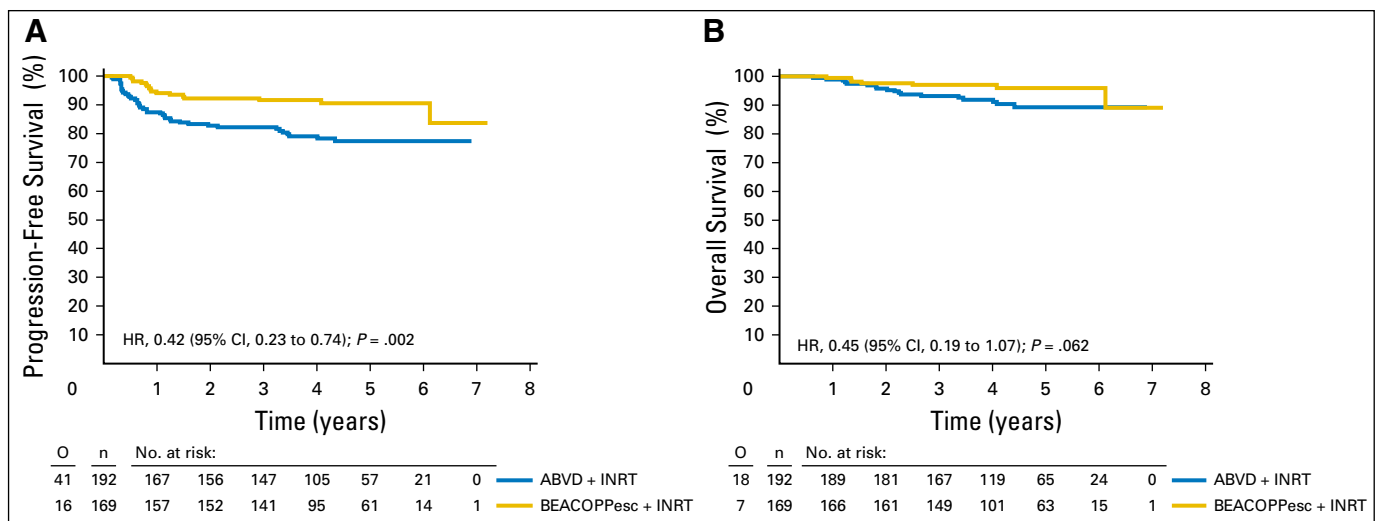 A
Progression-Free Survival (%)
100
90
80
70
60
50
40
30
20
10
HR, 0.42 (95% CI, 0.23 to 0.74); P = .002
0 1 2 3 4 5 6 7 8
Time (years)
O n No. at risk:
41 192 167 156 147 105 57 21 0 ABVD + INRT
16 169 157 152 141 95 61 14 1 BEACOPPesc + INRT
B
Overall Survival (%)
100
90
80
70
60
50
40
30
20
10
HR, 0.45 (95% CI, 0.19 to 1.07); P = .062
0 1 2 3 4 5 6 7 8
Time (years)
O n No. at risk:
18 192 189 181 167 119 65 24 0 ABVD + INRT
7 169 166 161 149 101 63 15 1 BEACOPPesc + INRT